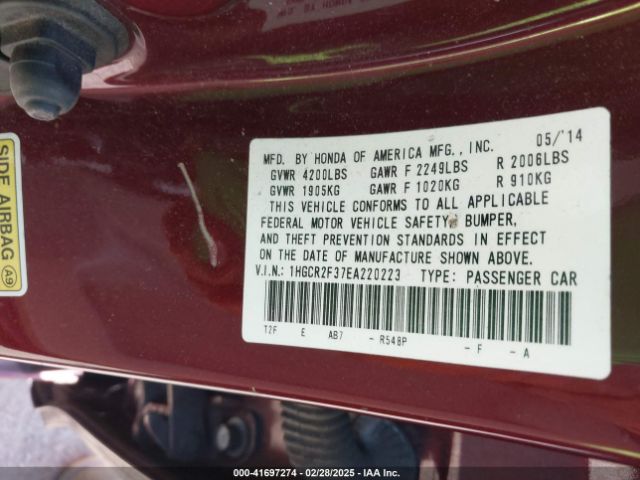 SIDE AIRBAG
A9
MFD. BY HONDA OF AMERICA MFG., INC. 05/'14
GVWR 4200LBS GAWR F 2249LBS R 2006LBS
GVWR 1905KG GAWR F 1020KG R 910KG
THIS VEHICLE CONFORMS TO ALL APPLICABLE
FEDERAL MOTOR VEHICLE SAFETY, BUMPER,
AND THEFT PREVENTION STANDARDS IN EFFECT
ON THE DATE OF MANUFACTURE SHOWN ABOVE.
V.I.N.: 1HGCR2F37EA220223 TYPE: PASSENGER CAR
T2F E AB7 - R548P - F - A
000-41697274 | 02/28/2025 - IAA Inc.